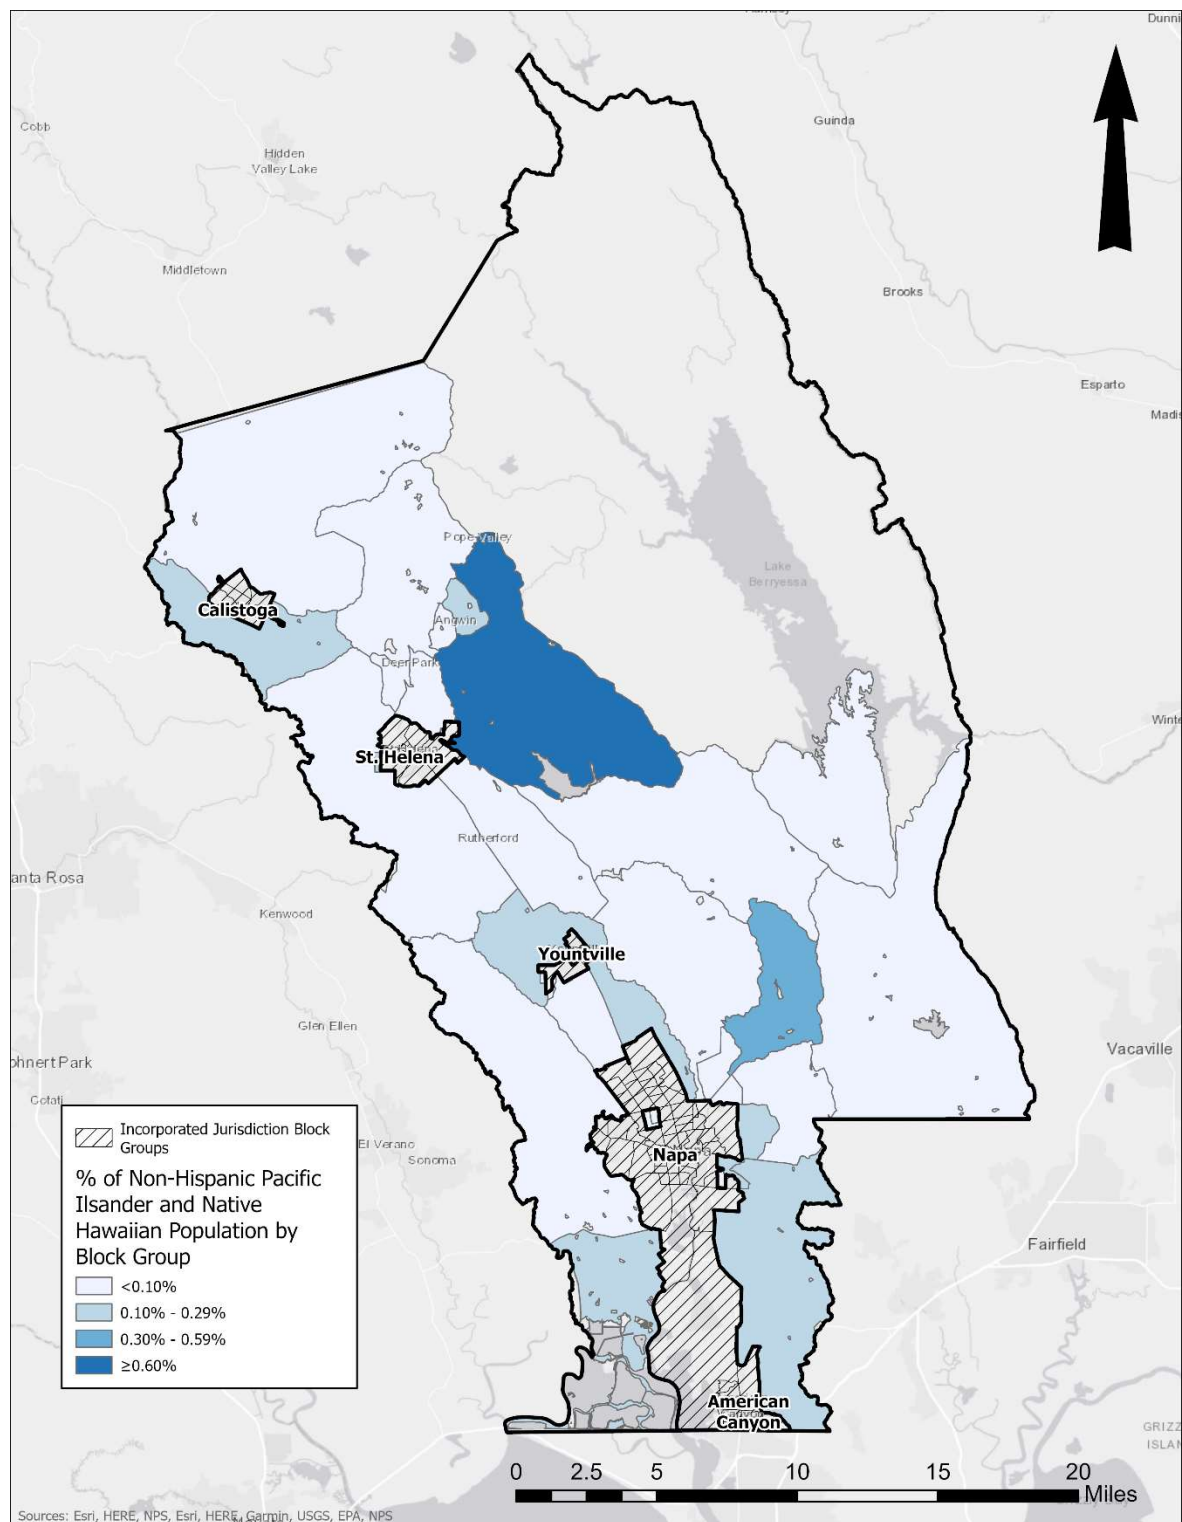 Dunni
Cobb
Guinda
Hidden
Valley Lake
Middletown
Brooks
Esparto
Madis
Pope Valley
Lake
Berryessa
Calistoga
Angwin
Deer Park
Winte
St. Helena
Rutherford
anta Rosa
Kenwood
Yountville
Glen Ellen
ohnert Park
Vacaville
Cotati
Incorporated Jurisdiction Block
Groups
El Verano
Sonoma
Napa
% of Non-Hispanic Pacific
Ilsander and Native
Hawaiian Population by
Block Group
Fairfield
<0.10%
0.10% - 0.29%
0.30% - 0.59%
≥0.60%
American
Canyon
GRIZZ
ISLAN
0 2.5 5 10 15 20
Miles
Sources: Esri, HERE, NPS, Esri, HERE, Garmin, USGS, EPA, NPS